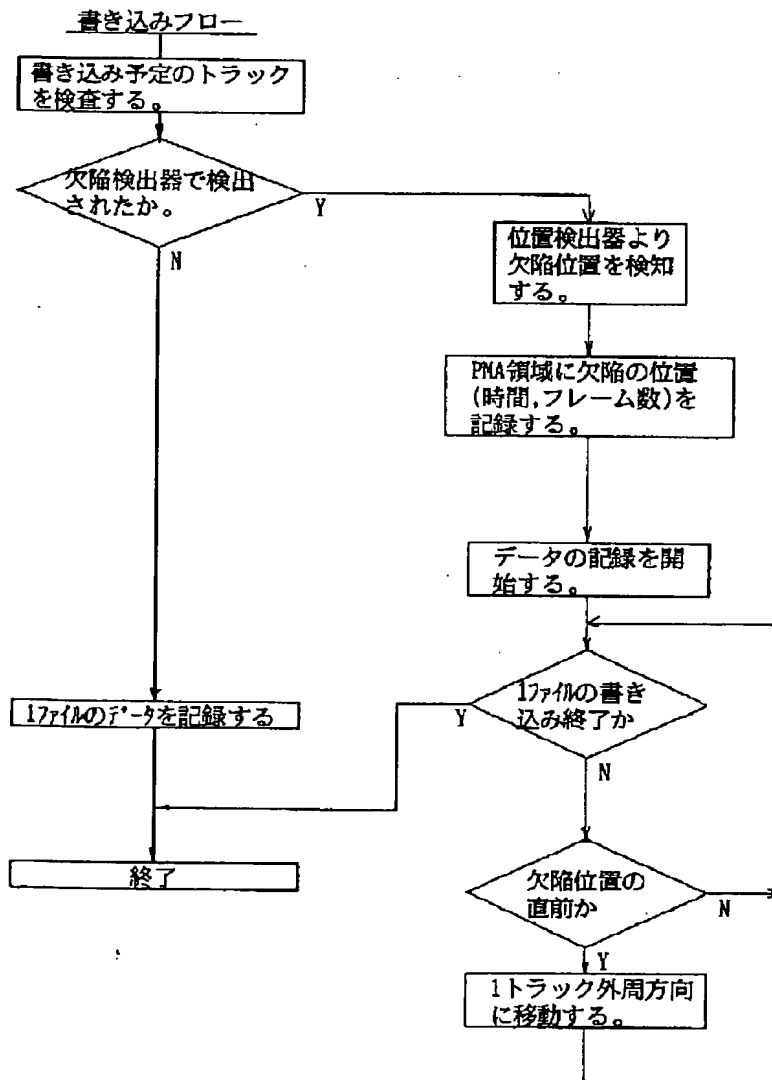 書き込みフロー
書き込み予定のトラック
を検査する。
欠陥検出器で検出
されたか。
Y
N
位置検出器より
欠陥位置を検知
する。
PMA領域に欠陥の位置
(時間,フレーム数)を
記録する。
データの記録を開
始する。
1ファイルの書き
込み終了か
Y
N
1ファイルのデータを記録する
終了
欠陥位置の
直前か
N
Y
1トラック外周方向
に移動する。